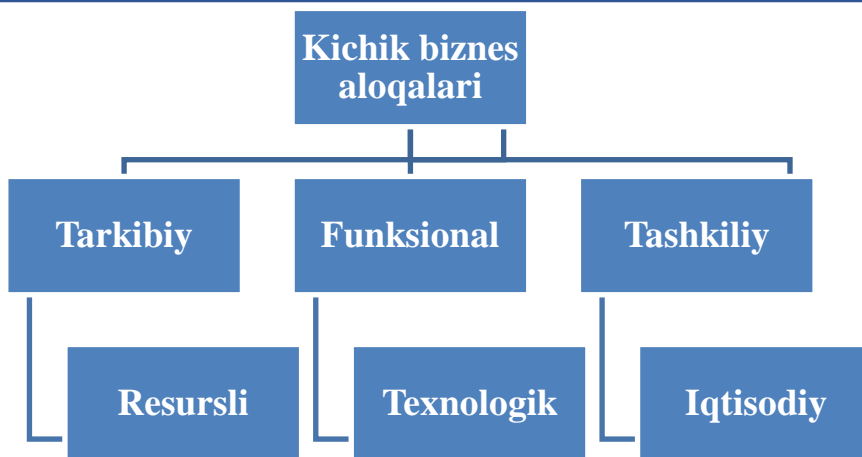 Kichik biznes
aloqalari
Tarkibiy
Funksional
Tashkiliy
Resursli
Texnologik
Iqtisodiy